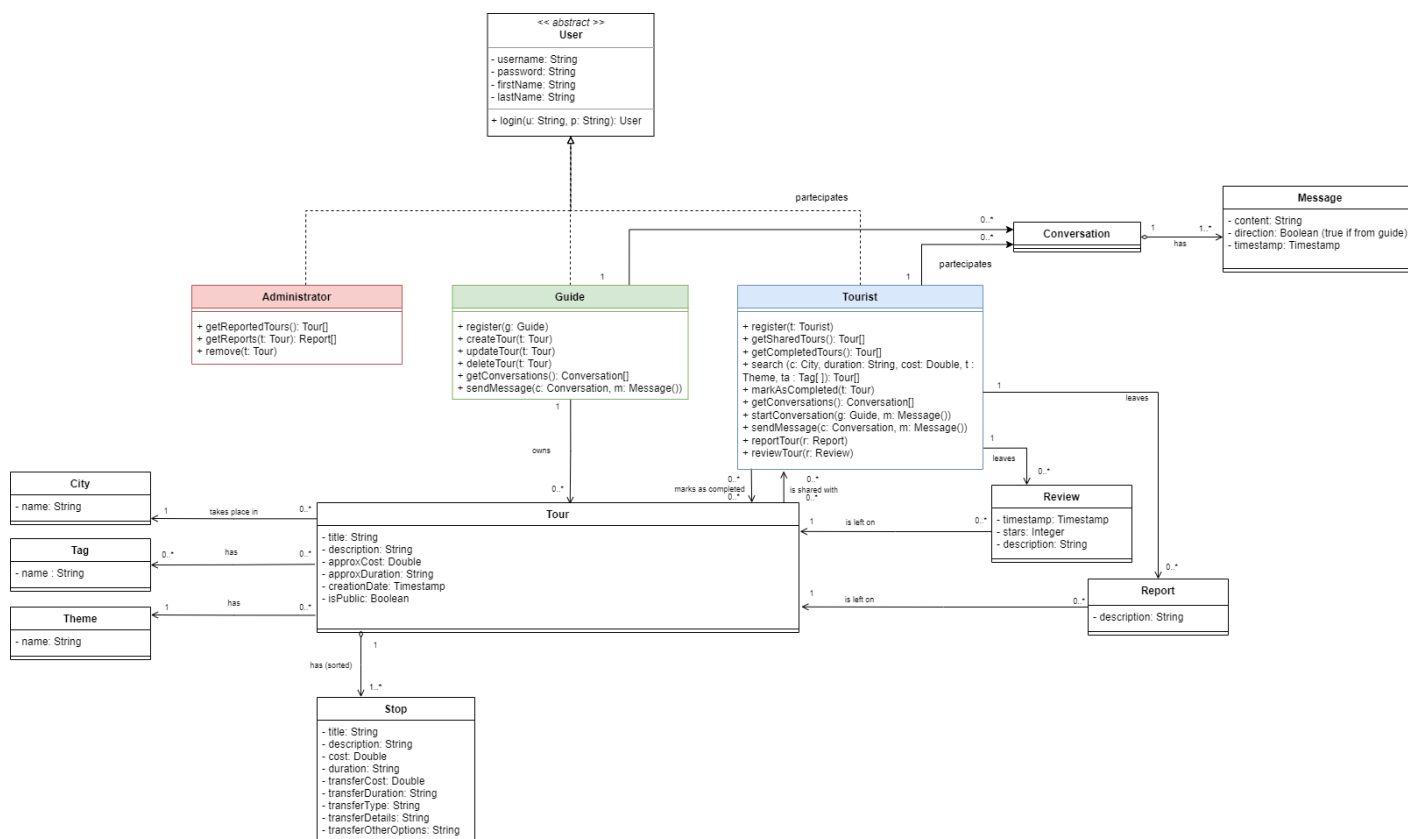 << abstract >>
User
- username: String
- password: String
- firstName: String
- lastName: String
+ login(u: String, p: String): User
partecipates
0..*
0..*
1
1
partecipates
Conversation
1
1..*
has
Message
- content: String
- direction: Boolean (true if from guide)
- timestamp: Timestamp
Administrator
+ getReportedTours(): Tour[]
+ getReports(t: Tour): Report[]
+ remove(t: Tour)
Guide
+ register(g: Guide)
+ createTour(t: Tour)
+ updateTour(t: Tour)
+ deleteTour(t: Tour)
+ getConversations(): Conversation[]
+ sendMessage(c: Conversation, m: Message())
Tourist
+ register(t: Tourist)
+ getSharedTours(): Tour[]
+ getCompletedTours(): Tour[]
+ search (c: City, duration: String, cost: Double, t :
Theme, ta : Tag[ ]): Tour[]
+ markAsCompleted(t: Tour)
+ getConversations(): Conversation[]
+ startConversation(g: Guide, m: Message())
+ sendMessage(c: Conversation, m: Message())
+ reportTour(r: Report)
+ reviewTour(r: Review)
1
leaves
0..*
1
leaves
0..*
1
owns
0..*
0..*
marks as completed
0..*
0..*
is shared with
0..*
City
- name: String
1
takes place in
0..*
Tag
- name : String
0..*
has
0..*
Theme
- name: String
1
has
0..*
Tour
- title: String
- description: String
- approxCost: Double
- approxDuration: String
- creationDate: Timestamp
- isPublic: Boolean
1
is left on
0..*
Review
- timestamp: Timestamp
- stars: Integer
- description: String
1
is left on
0..*
Report
- description: String
1
has (sorted)
1..*
Stop
- title: String
- description: String
- cost: Double
- duration: String
- transferCost: Double
- transferDuration: String
- transferType: String
- transferDetails: String
- transferOtherOptions: String